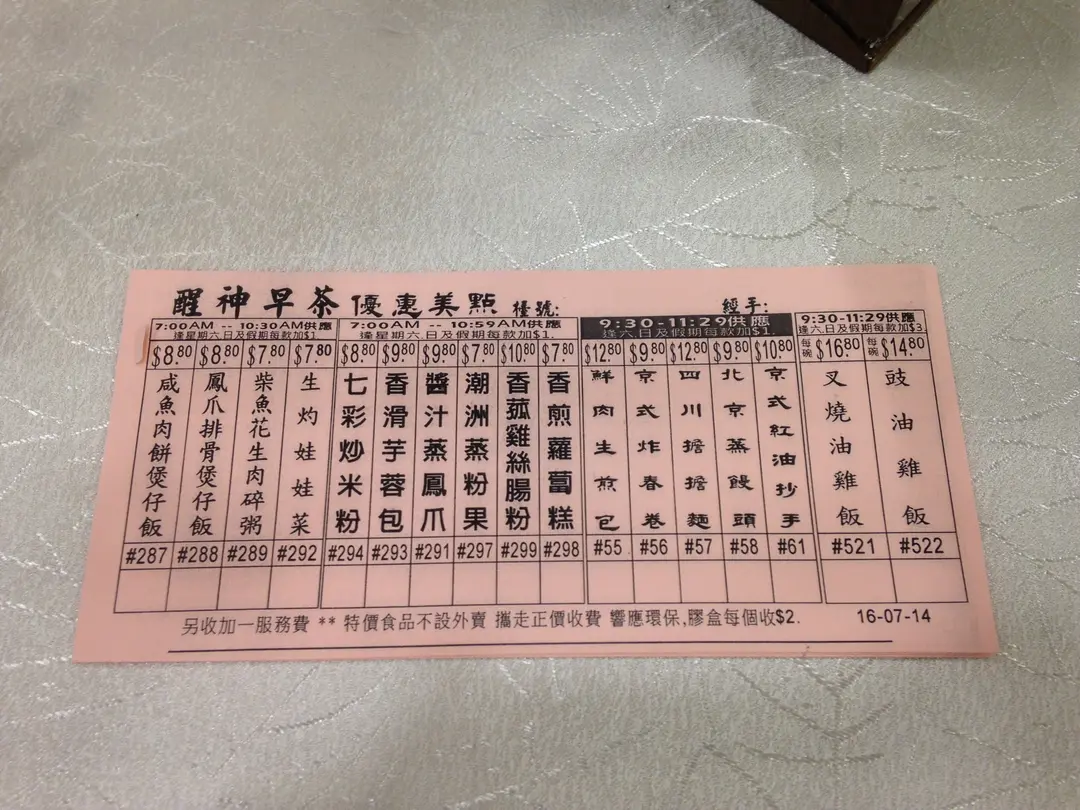 醒神早茶優惠美點 檯號: 經手:
7:00AM -- 10:30AM供應 7:00AM -- 10:59AM供應 9:30-11:29供應 9:30-11:29供應
逢星期六,日及假期每款加$1. 逢星期六,日及假期每款加$1. 逢六,日及假期每款加$1. 逢六,日及假期每款加$3.
$8.80 $8.80 $7.80 $7.80 $8.80 $9.80 $9.80 $7.80 $10.80 $7.80 $12.80 $9.80 $12.80 $9.80 $10.80 每碗$16.80 每碗$14.80
咸魚肉餅煲仔飯
鳳爪排骨煲仔飯
柴魚花生肉碎粥
生灼娃娃菜
七彩炒米粉
香滑芋蓉包
醬汁蒸鳳爪
潮洲蒸粉果
香菰雞絲腸粉
香煎蘿蔔糕
鮮肉生煎包
京式炸春卷
四川擔擔麵
北京蒸饅頭
京式紅油抄手
叉燒油雞飯
豉油雞飯
#287 #288 #289 #292 #294 #293 #291 #297 #299 #298 #55 #56 #57 #58 #61 #521 #522
另收加一服務費 ** 特價食品不設外賣 攜走正價收費 響應環保,膠盒每個收$2. 16-07-14